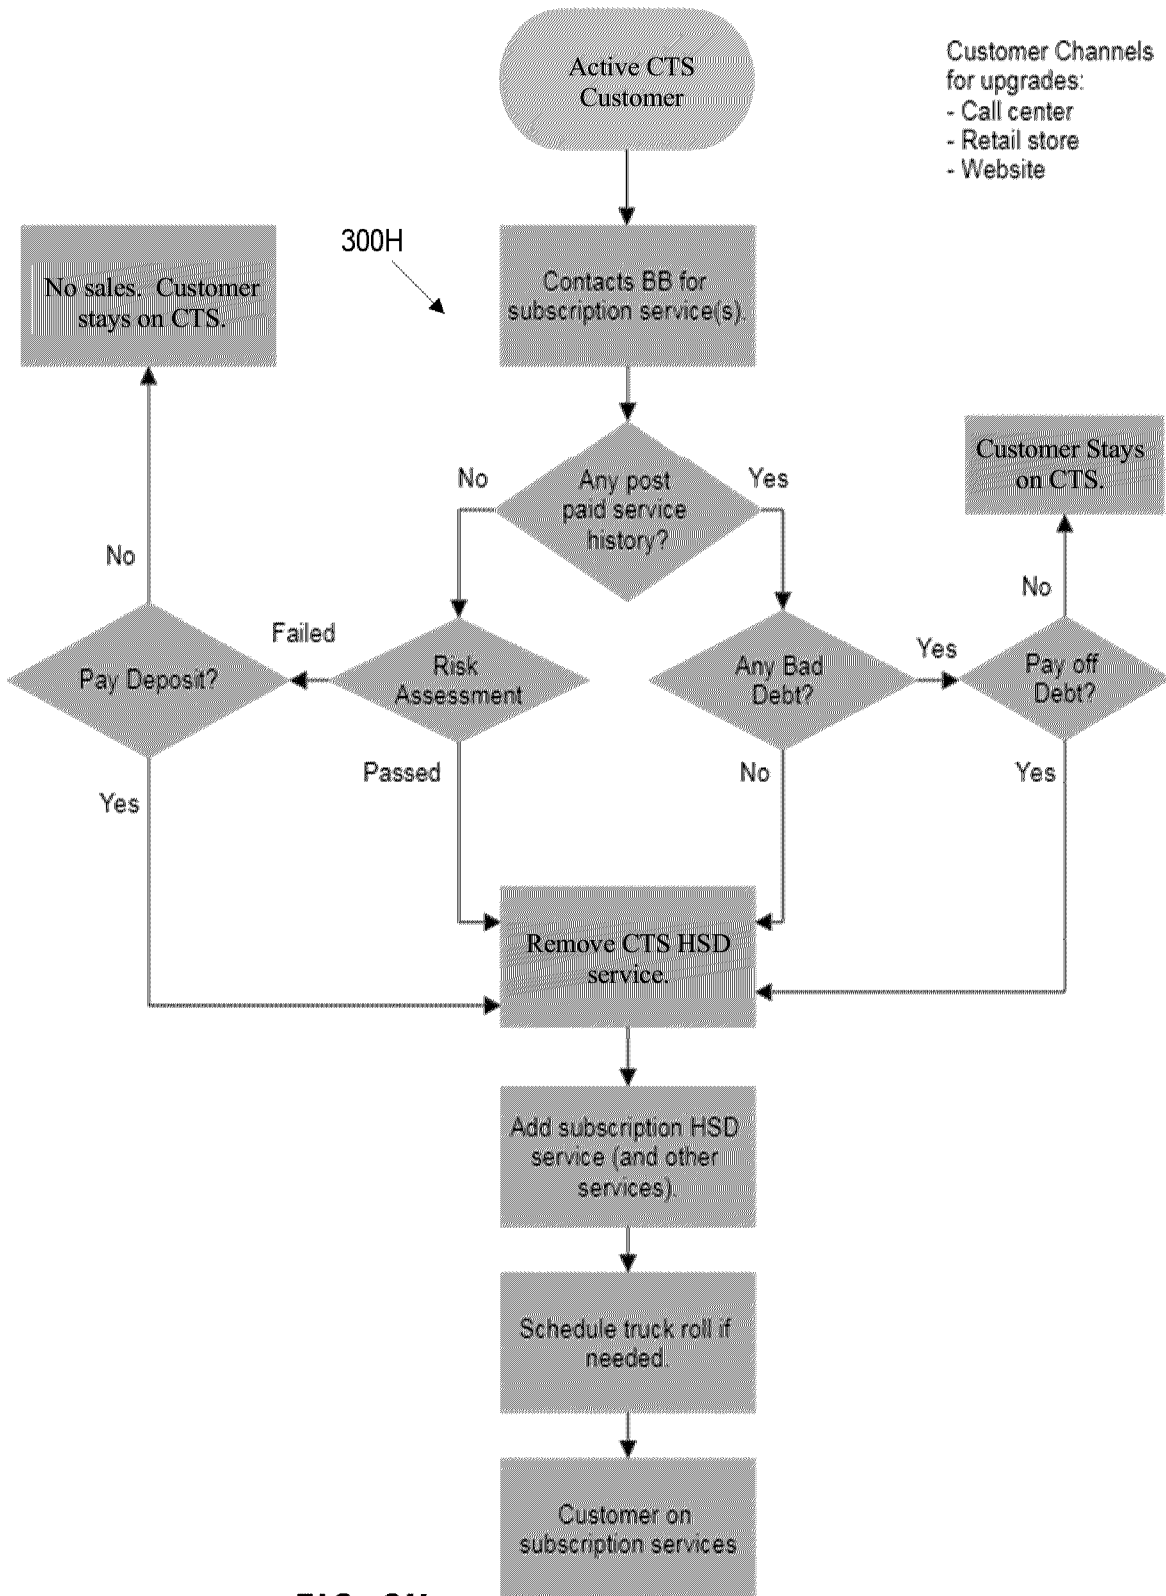 Active CTS
Customer
Customer Channels
for upgrades:
- Call center
- Retail store
- Website
300H
No sales. Customer
stays on CTS.
Contacts BB for
subscription service(s).
No
Any post
paid service
history?
Yes
Customer Stays
on CTS.
No
No
Failed
Pay Deposit?
Risk
Assessment
Any Bad
Debt?
Yes
Pay off
Debt?
Passed
No
Yes
Yes
Remove CTS HSD
service.
Add subscription HSD
service (and other
services).
Schedule truck roll if
needed.
Customer on
subscription services